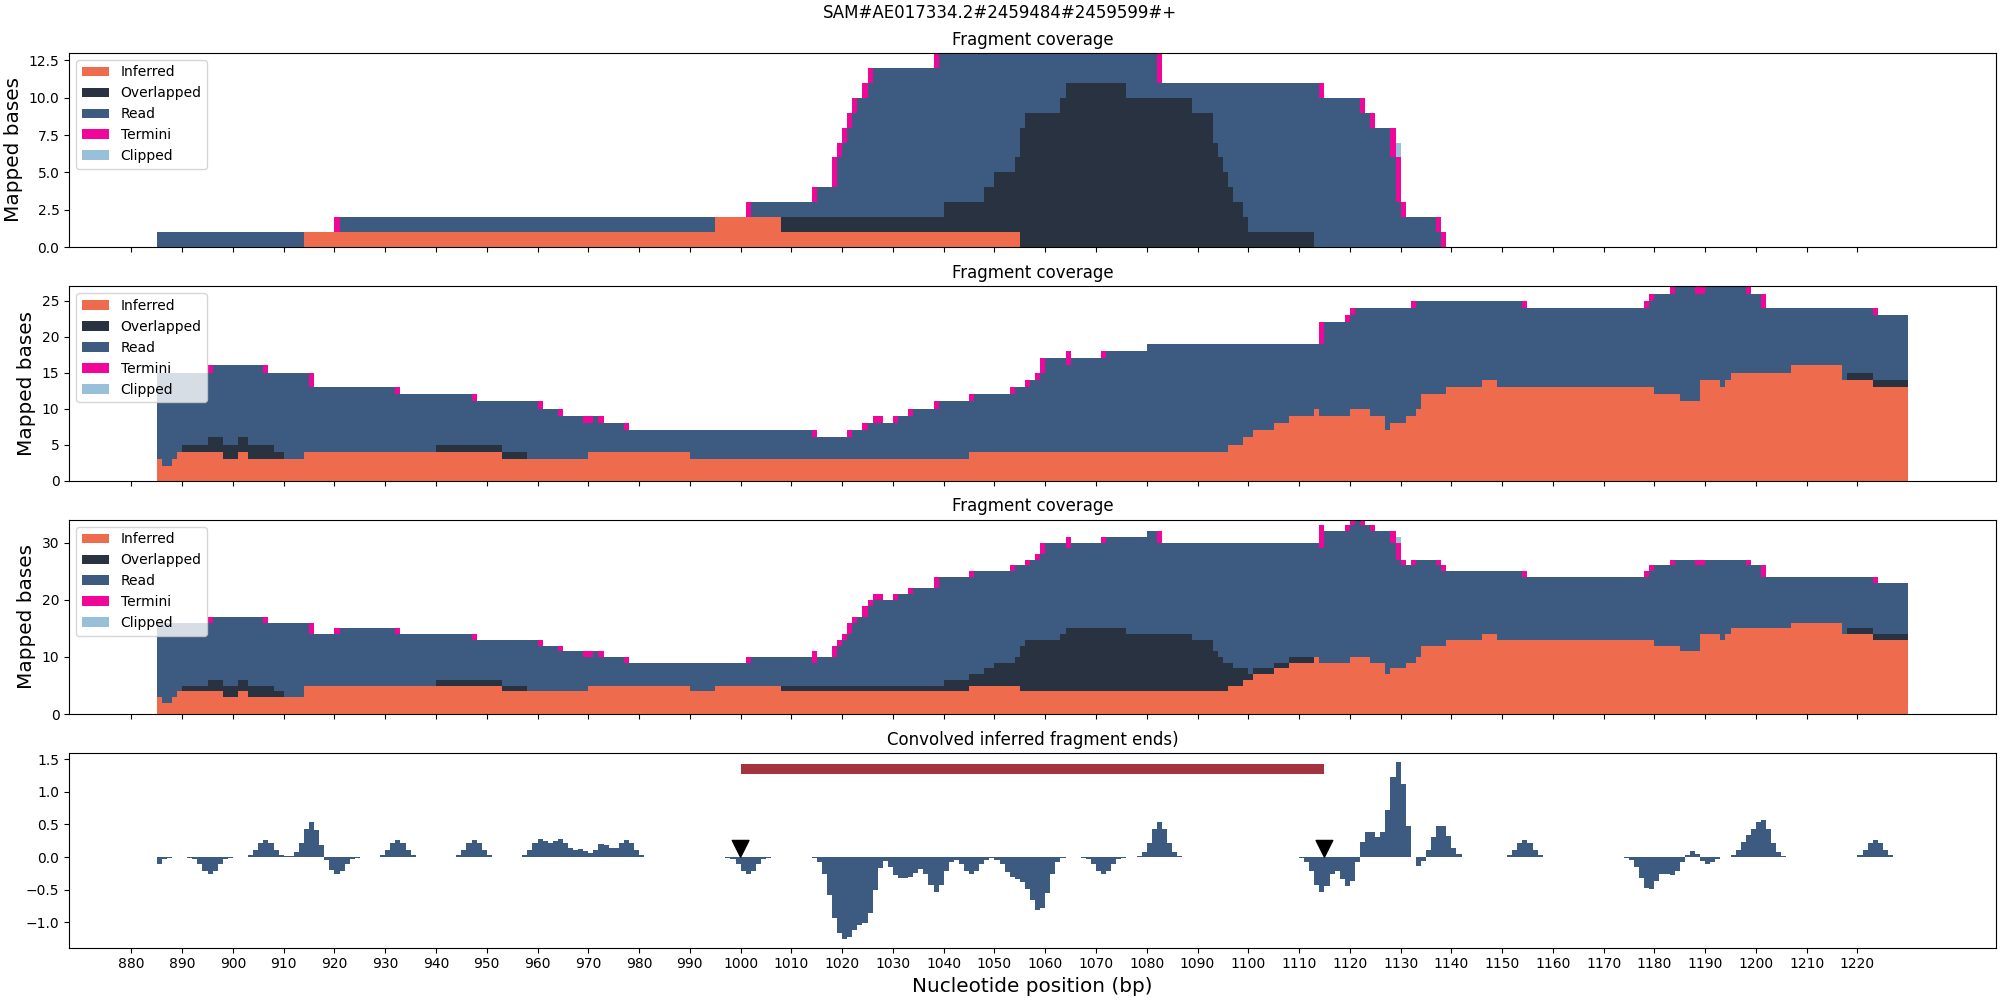 SAM#AE017334.2#2459484#2459599#+
Fragment coverage
Mapped bases
12.5
10.0
7.5
5.0
2.5
0.0
Inferred
Overlapped
Read
Termini
Clipped
Fragment coverage
Mapped bases
25
20
15
10
5
0
Inferred
Overlapped
Read
Termini
Clipped
Fragment coverage
Mapped bases
30
20
10
0
Inferred
Overlapped
Read
Termini
Clipped
Convolved inferred fragment ends)
1.5
1.0
0.5
0.0
−0.5
−1.0
880 890 900 910 920 930 940 950 960 970 980 990 1000 1010 1020 1030 1040 1050 1060 1070 1080 1090 1100 1110 1120 1130 1140 1150 1160 1170 1180 1190 1200 1210 1220
Nucleotide position (bp)